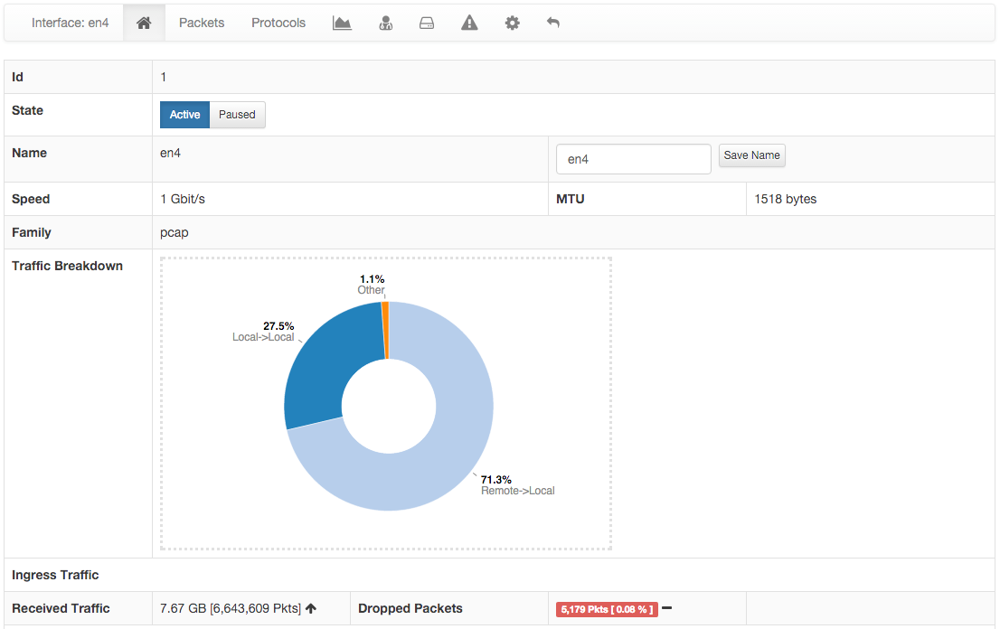 Interface: en4 Packets Protocols
Id 1
State Active Paused
Name en4 en4 Save Name
Speed 1 Gbit/s MTU 1518 bytes
Family pcap
Traffic Breakdown
1.1%
Other
27.5%
Local->Local
71.3%
Remote->Local
Ingress Traffic
Received Traffic 7.67 GB [6,643,609 Pkts] Dropped Packets 5,179 Pkts [ 0.08 % ]